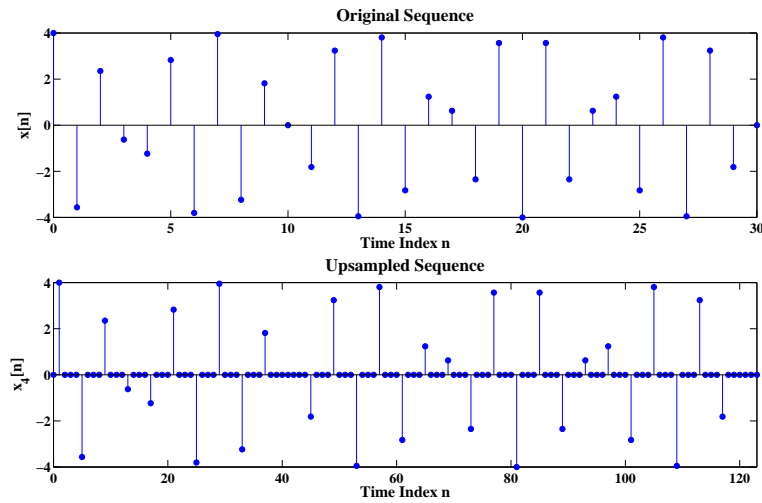 Original Sequence
4
2
0
−2
−4
x[n]
0 5 10 15 20 25 30
Time Index n
Upsampled Sequence
4
2
0
−2
−4
x4[n]
0 20 40 60 80 100 120
Time Index n